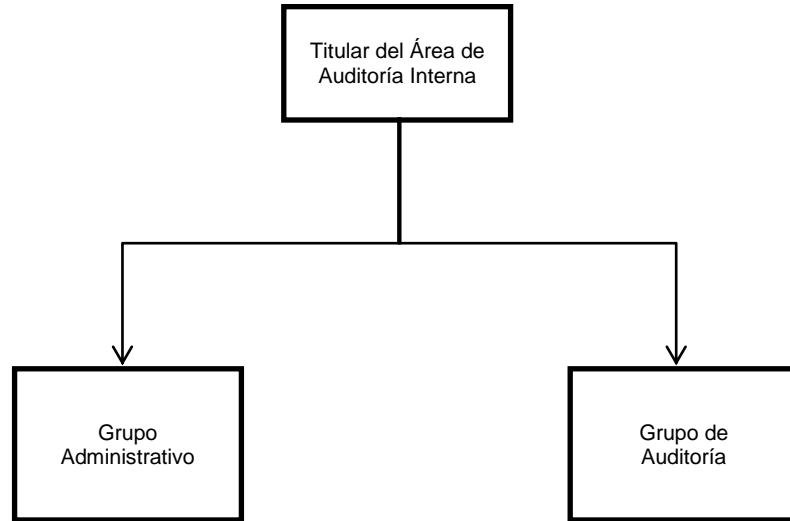 Titular del Área de
Auditoría Interna
Grupo
Administrativo
Grupo de
Auditoría